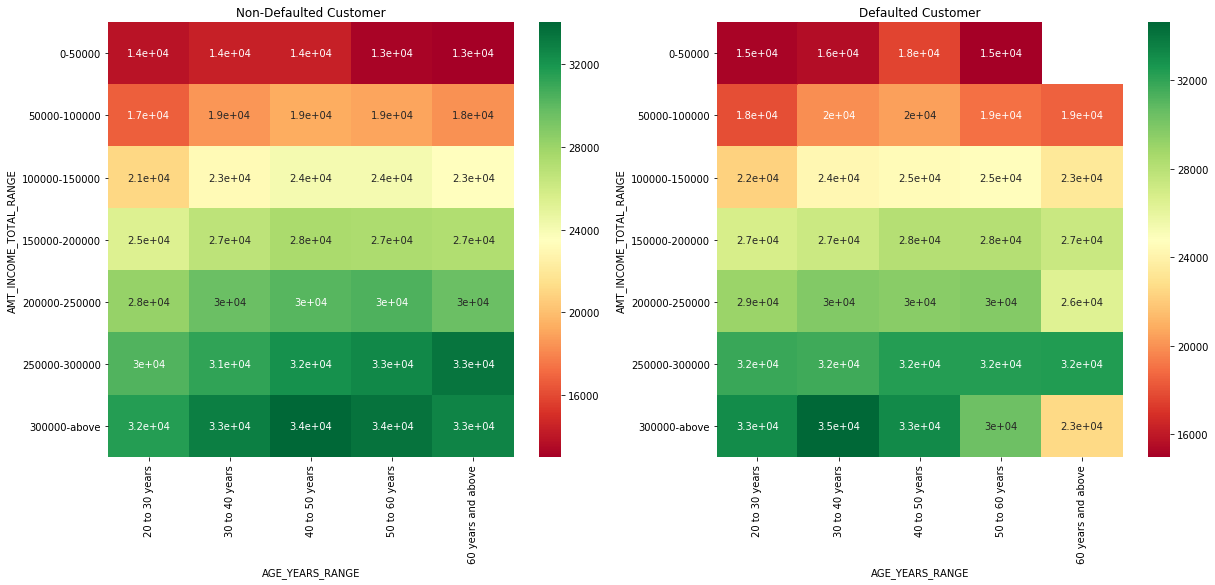 Non-Defaulted Customer
AMT_INCOME_TOTAL_RANGE
0-50000 1.4e+04 1.4e+04 1.4e+04 1.3e+04 1.3e+04
50000-100000 1.7e+04 1.9e+04 1.9e+04 1.9e+04 1.8e+04
100000-150000 2.1e+04 2.3e+04 2.4e+04 2.4e+04 2.3e+04
150000-200000 2.5e+04 2.7e+04 2.8e+04 2.7e+04 2.7e+04
200000-250000 2.8e+04 3e+04 3e+04 3e+04 3e+04
250000-300000 3e+04 3.1e+04 3.2e+04 3.3e+04 3.3e+04
300000-above 3.2e+04 3.3e+04 3.4e+04 3.4e+04 3.3e+04
20 to 30 years
30 to 40 years
40 to 50 years
50 to 60 years
60 years and above
AGE_YEARS_RANGE
32000
28000
24000
20000
16000
Defaulted Customer
AMT_INCOME_TOTAL_RANGE
0-50000 1.5e+04 1.6e+04 1.8e+04 1.5e+04
50000-100000 1.8e+04 2e+04 2e+04 1.9e+04 1.9e+04
100000-150000 2.2e+04 2.4e+04 2.5e+04 2.5e+04 2.3e+04
150000-200000 2.7e+04 2.7e+04 2.8e+04 2.8e+04 2.7e+04
200000-250000 2.9e+04 3e+04 3e+04 3e+04 2.6e+04
250000-300000 3.2e+04 3.2e+04 3.2e+04 3.2e+04 3.2e+04
300000-above 3.3e+04 3.5e+04 3.3e+04 3e+04 2.3e+04
20 to 30 years
30 to 40 years
40 to 50 years
50 to 60 years
60 years and above
AGE_YEARS_RANGE
32000
28000
24000
20000
16000